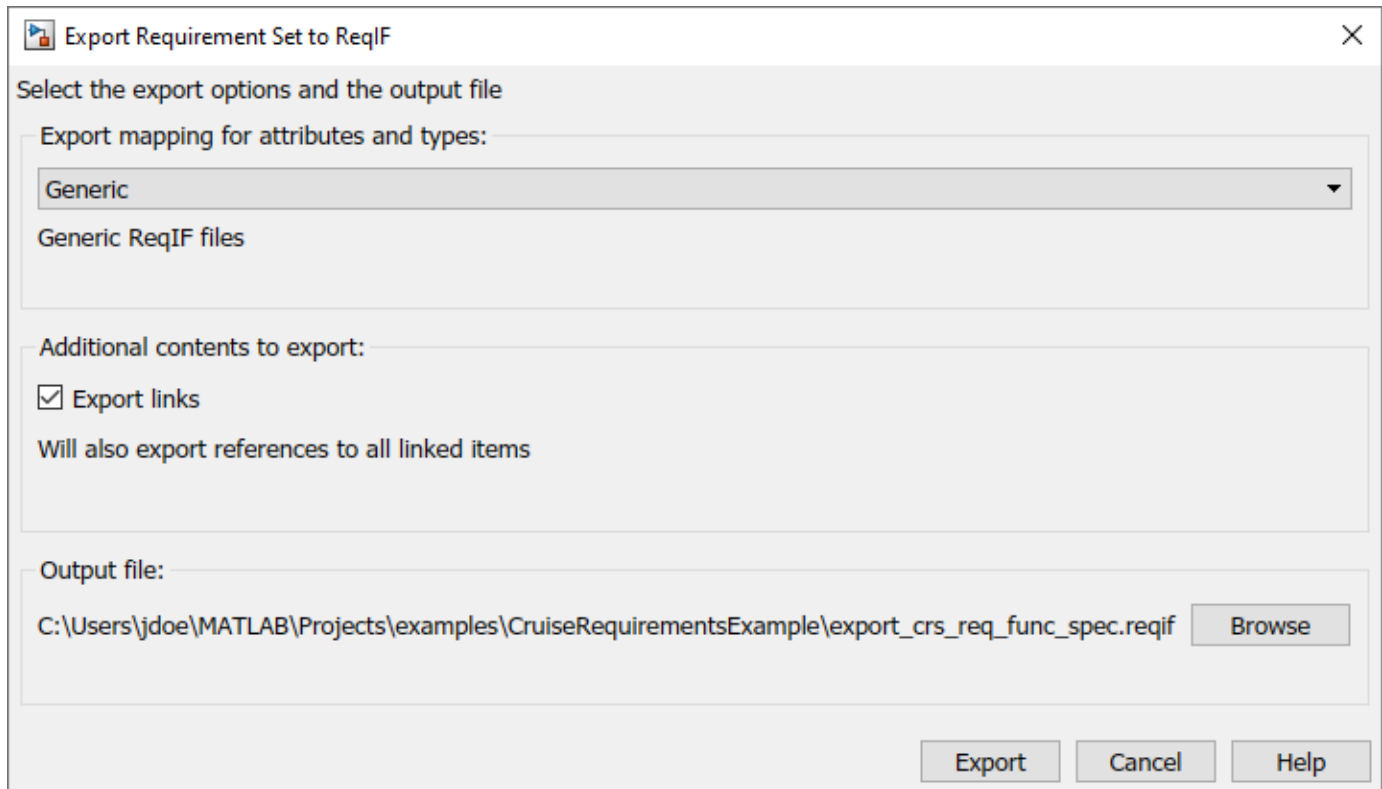 Export Requirement Set to ReqIF
Select the export options and the output file
Export mapping for attributes and types:
Generic
Generic ReqIF files
Additional contents to export:
Export links
Will also export references to all linked items
Output file:
C:\Users\jdoe\MATLAB\Projects\examples\CruiseRequirementsExample\export_crs_req_func_spec.reqif Browse
Export Cancel Help